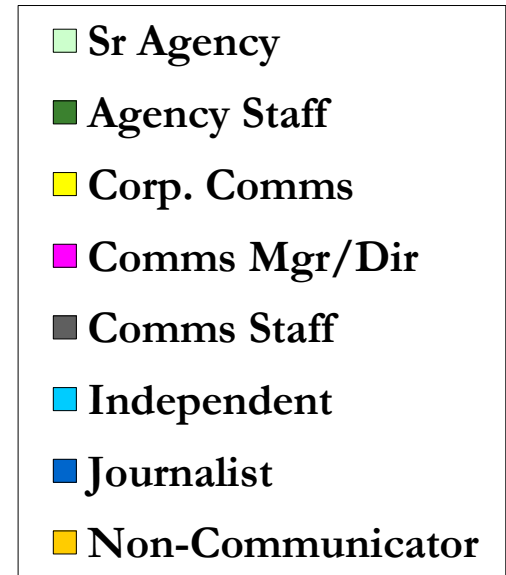 Sr Agency
Agency Staff
Corp. Comms
Comms Mgr/Dir
Comms Staff
Independent
Journalist
Non-Communicator